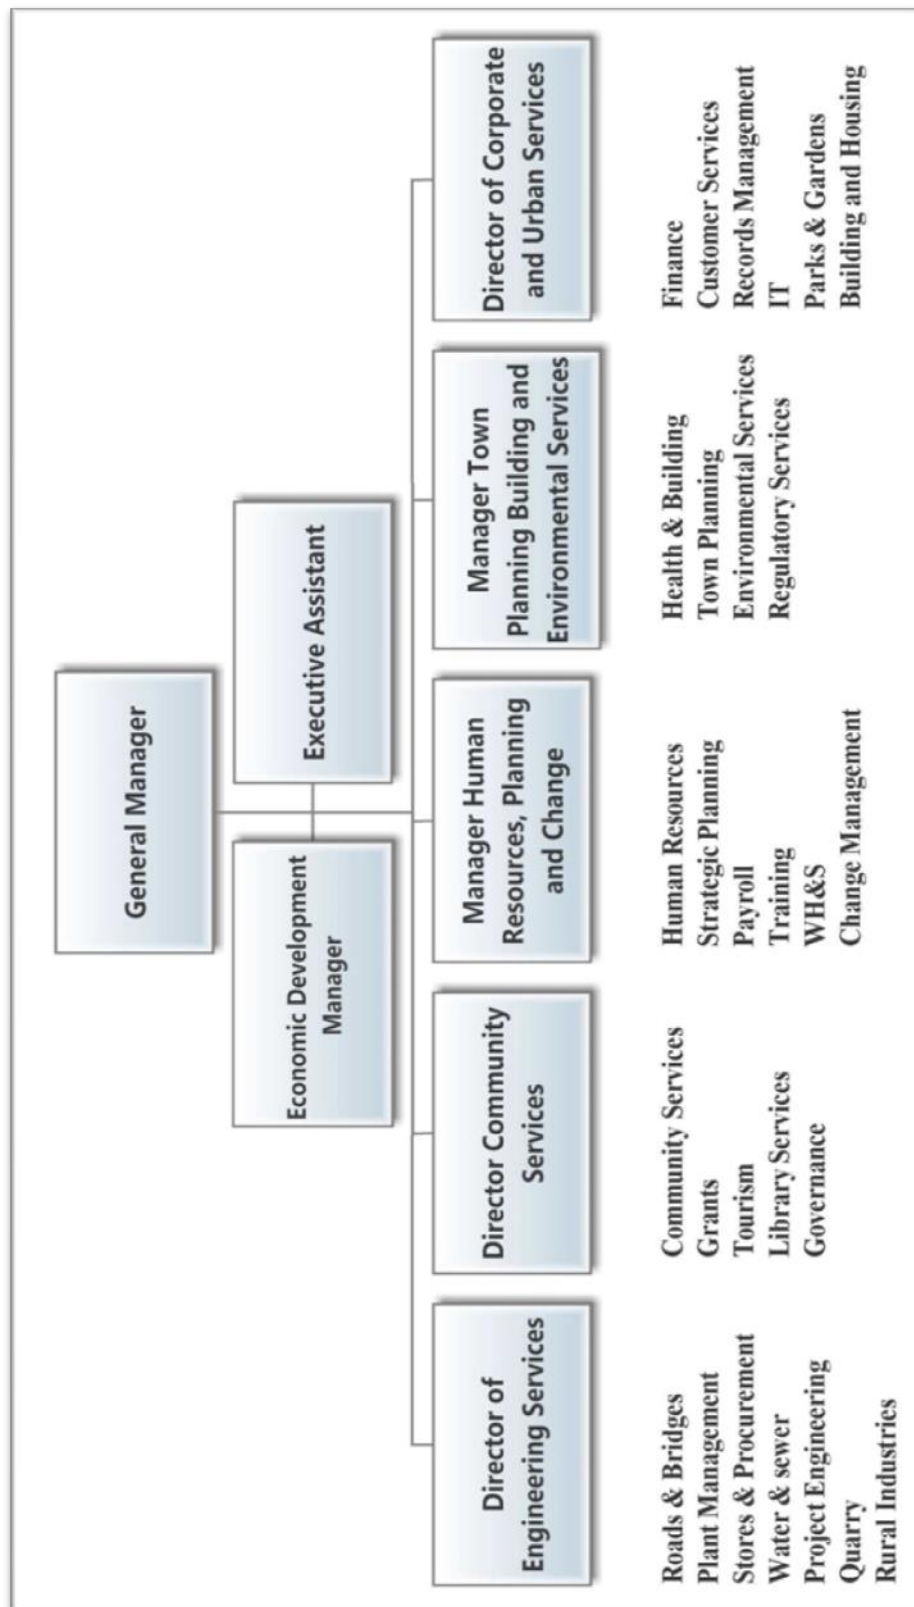 General Manager
Economic Development
Manager
Executive Assistant
Director of
Engineering Services
Director Community
Services
Manager Human
Resources, Planning
and Change
Manager Town
Planning Building and
Environmental Services
Director of Corporate
and Urban Services
Roads & Bridges
Plant Management
Stores & Procurement
Water & sewer
Project Engineering
Quarry
Rural Industries
Community Services
Grants
Tourism
Library Services
Governance
Human Resources
Strategic Planning
Payroll
Training
WH&S
Change Management
Health & Building
Town Planning
Environmental Services
Regulatory Services
Finance
Customer Services
Records Management
IT
Parks & Gardens
Building and Housing